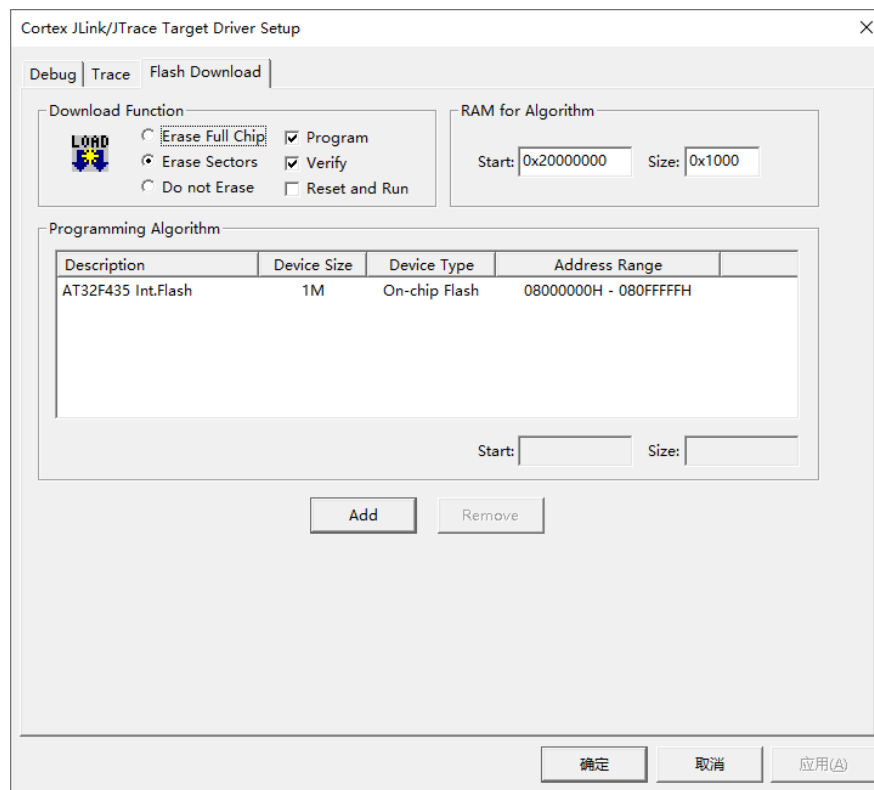 Cortex JLink/JTrace Target Driver Setup
Debug Trace Flash Download
Download Function
LOAD
Erase Full Chip
Erase Sectors
Do not Erase
Program
Verify
Reset and Run
RAM for Algorithm
Start: 0x20000000 Size: 0x1000
Programming Algorithm
Description Device Size Device Type Address Range
AT32F435 Int.Flash 1M On-chip Flash 08000000H - 080FFFFFH
Start: Size:
Add Remove
确定 取消 应用(A)